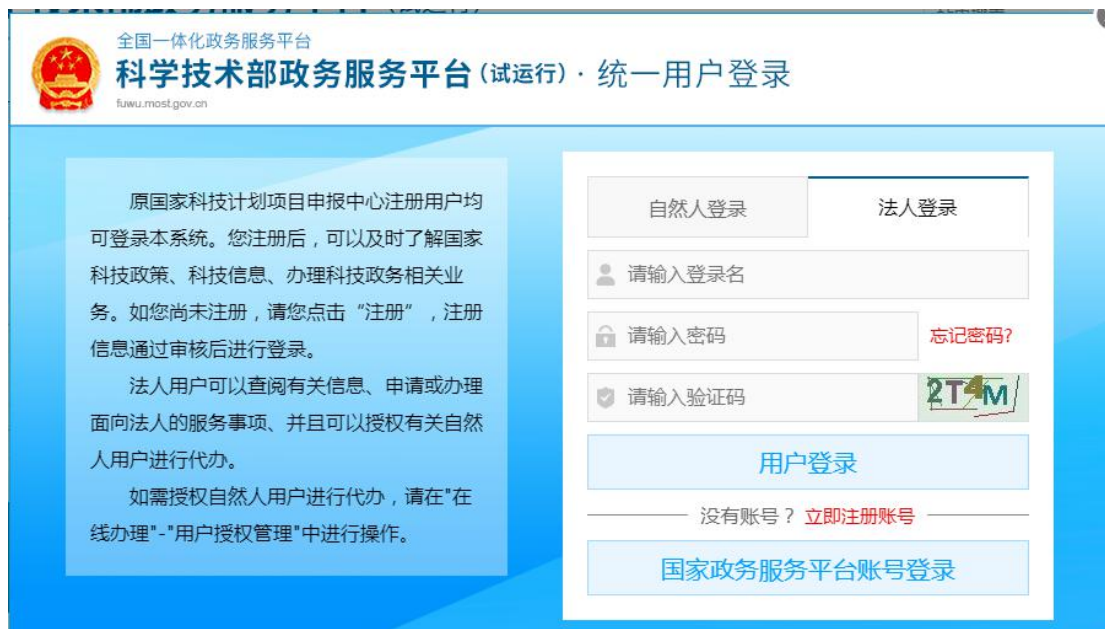 全国一体化政务服务平台
科学技术部政务服务平台(试运行)·统一用户登录
fuwu.most.gov.cn
原国家科技计划项目申报中心注册用户均
可登录本系统。您注册后，可以及时了解国家
科技政策、科技信息、办理科技政务相关业
务。如您尚未注册，请您点击“注册”，注册
信息通过审核后进行登录。
法人用户可以查阅有关信息、申请或办理
面向法人的服务事项、并且可以授权有关自然
人用户进行代办。
如需授权自然人用户进行代办，请在"在
线办理"-"用户授权管理"中进行操作。
自然人登录
法人登录
请输入登录名
请输入密码
忘记密码?
请输入验证码
2T4M
用户登录
没有账号？立即注册账号
国家政务服务平台账号登录